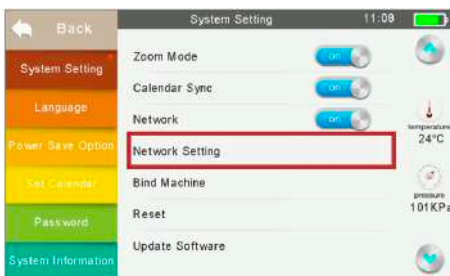 Back
System Setting
11:09
System Setting
Language
Power Save Option
Set Calendar
Password
System Information
Zoom Mode
on
Calendar Sync
on
Network
on
Network Setting
Bind Machine
Reset
Update Software
temperature
24°C
pressure
101KPa